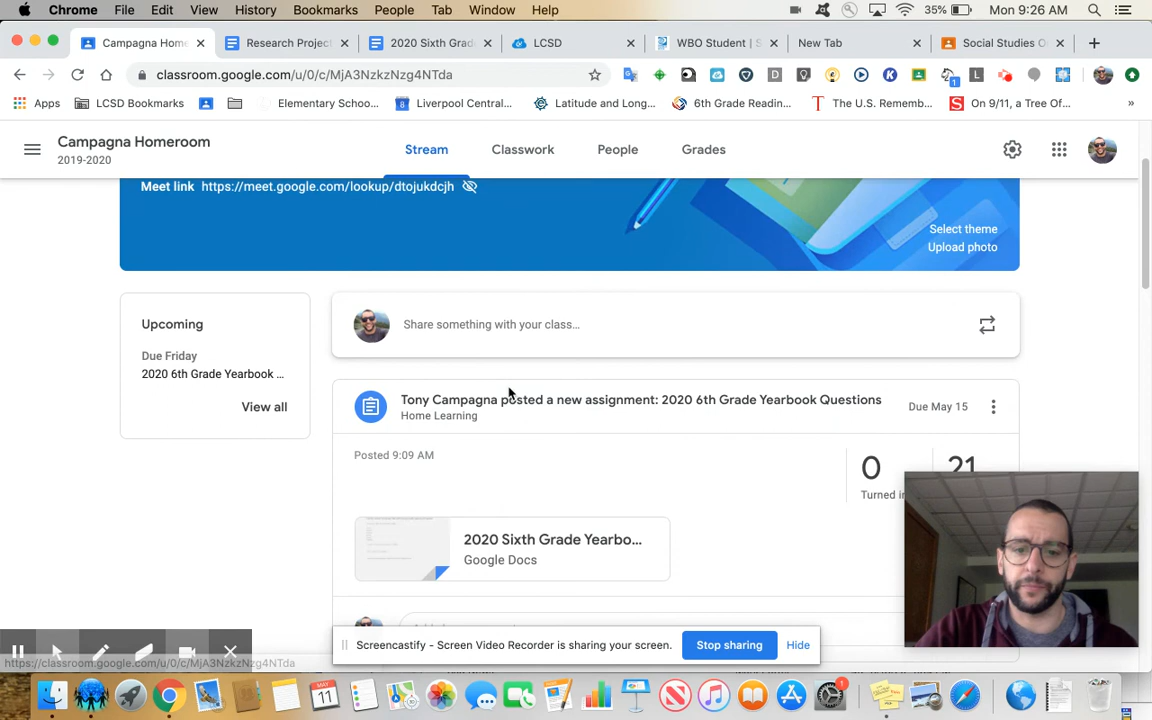 Chrome File Edit View History Bookmarks People Tab Window Help 35% Mon 9:26 AM
Campagna Home Research Project 2020 Sixth Grad LCSD WBO Student | S New Tab Social Studies O
classroom.google.com/u/0/c/MjA3NzkzNzg4NTda
Apps LCSD Bookmarks Elementary Schoo... Liverpool Central... Latitude and Long... 6th Grade Readin... The U.S. Rememb... On 9/11, a Tree Of... »
Campagna Homeroom
2019-2020
Stream Classwork People Grades
Meet link https://meet.google.com/lookup/dtojukdcjh
Select theme
Upload photo
Upcoming
Due Friday
2020 6th Grade Yearbook ...
View all
Share something with your class...
Tony Campagna posted a new assignment: 2020 6th Grade Yearbook Questions
Home Learning
Due May 15
Posted 9:09 AM
0 21
Turned in
2020 Sixth Grade Yearbo...
Google Docs
Screencastify - Screen Video Recorder is sharing your screen. Stop sharing Hide
https://classroom.google.com/u/0/c/MjA3NzkzNzg4NTda
MAY
11
1